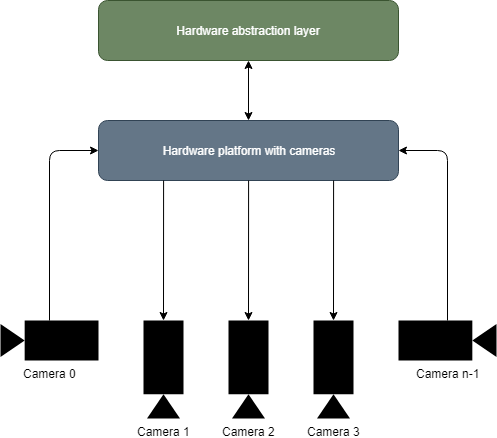 Hardware abstraction layer
Hardware platform with cameras
Camera 0
Camera n-1
Camera 1
Camera 2
Camera 3